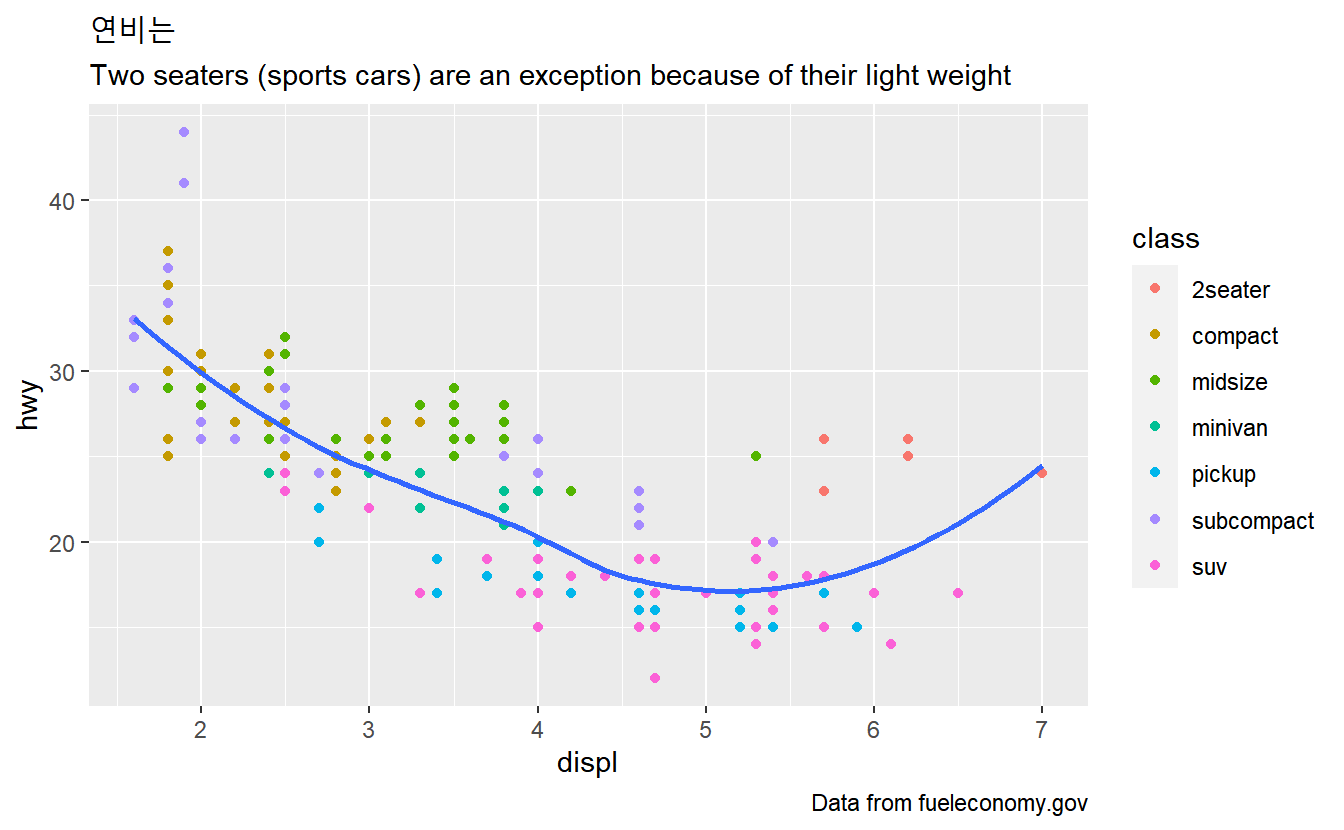 연비는
Two seaters (sports cars) are an exception because of their light weight
40
30
20
hwy
2 3 4 5 6 7
displ
class
2seater
compact
midsize
minivan
pickup
subcompact
suv
Data from fueleconomy.gov